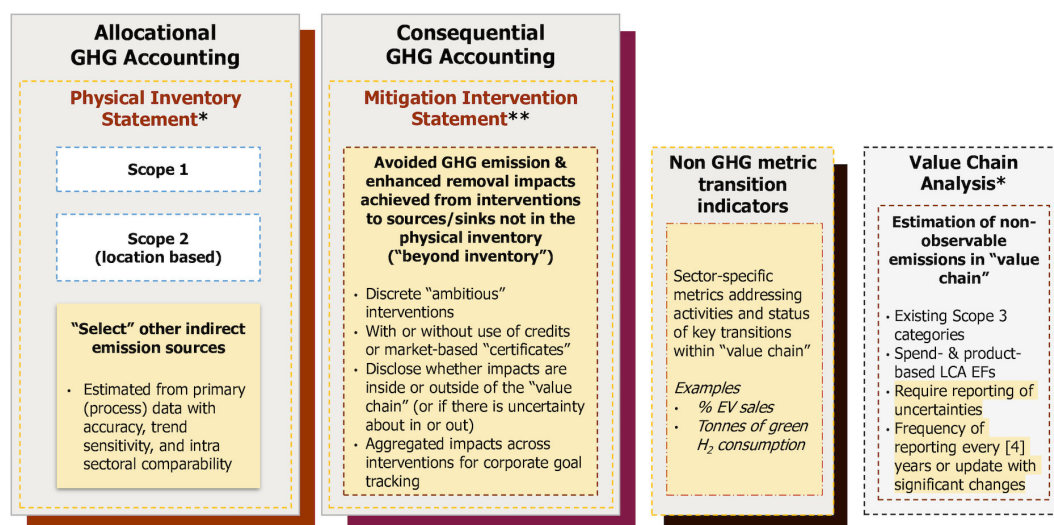 Allocational
GHG Accounting
Physical Inventory
Statement*
Scope 1
Scope 2
(location based)
“Select” other indirect
emission sources
• Estimated from primary
(process) data with
accuracy, trend
sensitivity, and intra
sectoral comparability
Consequential
GHG Accounting
Mitigation Intervention
Statement**
Avoided GHG emission &
enhanced removal impacts
achieved from interventions
to sources/sinks not in the
physical inventory
(“beyond inventory”)
• Discrete “ambitious”
interventions
• With or without use of credits
or market-based “certificates”
• Disclose whether impacts are
inside or outside of the “value
chain” (or if there is uncertainty
about in or out)
• Aggregated impacts across
interventions for corporate goal
tracking
Non GHG metric
transition
indicators
Sector-specific
metrics addressing
activities and status
of key transitions
within “value chain”
Examples
• % EV sales
• Tonnes of green
H₂ consumption
Value Chain
Analysis*
Estimation of non-
observable
emissions in “value
chain”
• Existing Scope 3
categories
• Spend- & product-
based LCA EFs
• Require reporting of
uncertainties
• Frequency of
reporting every [4]
years or update with
significant changes